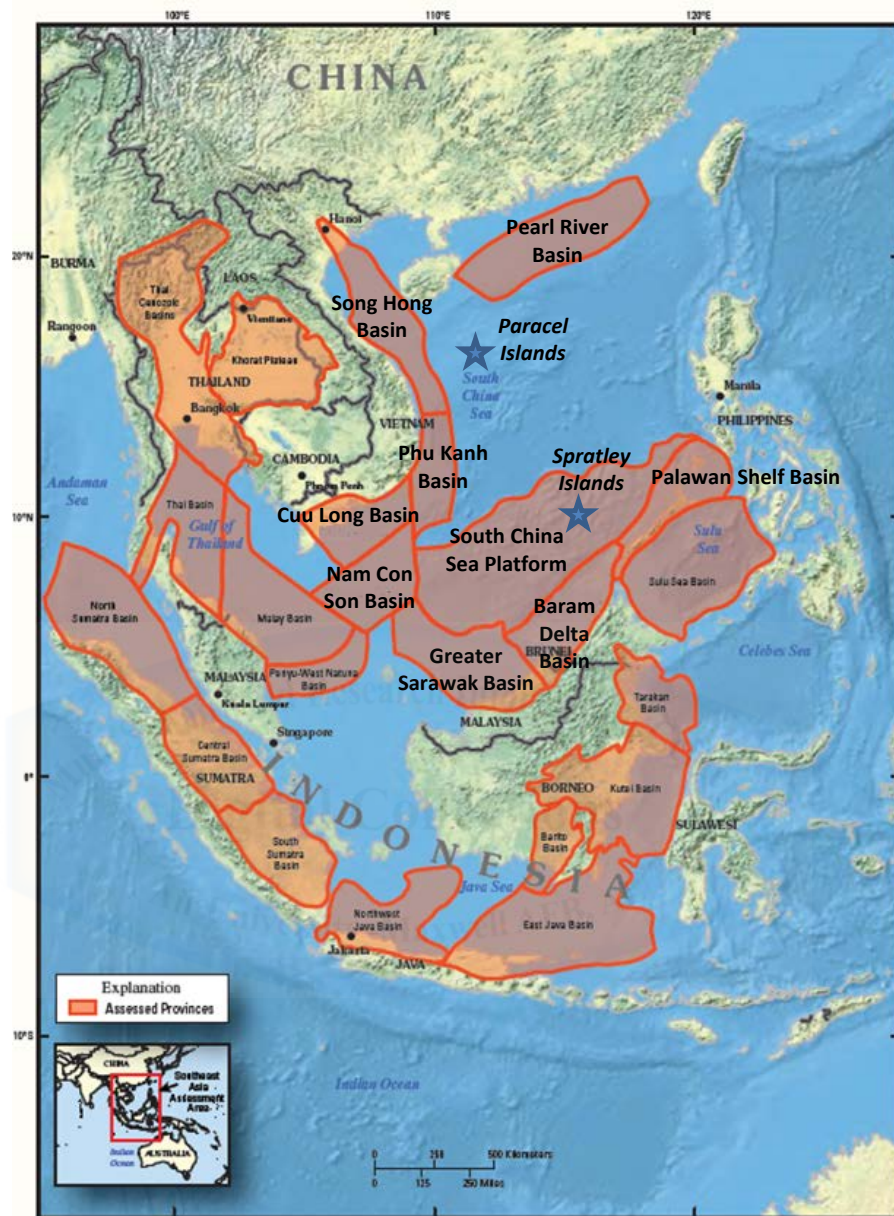 100°E
110°E
120°E
CHINA
Hanoi
20°N
BURMA
LAOS
Pearl River
Basin
Thai
Cenozoic
Basins
Vientiane
Song Hong
Basin
Rangoon
Paracel
Islands
Khorat Plateau
South
China
Sea
THAILAND
Bangkok
Manila
PHILIPPINES
VIETNAM
CAMBODIA
Phnom Penh
Phu Kanh
Basin
Spratley
Islands
Palawan Shelf Basin
Andaman
Sea
Thai Basin
10°N
Gulf of
Thailand
Cuu Long Basin
South China
Sea Platform
Sulu
Sea
Sulu Sea Basin
Nam Con
Son Basin
North
Sumatra Basin
Malay Basin
Baram
Delta
Basin
BRUNEI
Greater
Sarawak Basin
Celebes Sea
MALAYSIA
Penyu-West Natuna
Basin
Kuala Lumpur
MALAYSIA
Tarakan
Basin
Singapore
Central
Sumatra Basin
SUMATRA
0°
BORNEO
Kutai Basin
SULAWESI
INDONESIA
South
Sumatra
Basin
Barito
Basin
Java Sea
Northwest
Java Basin
East Java Basin
Jakarta
JAVA
Explanation
Assessed Provinces
10°S
CHINA
Southeast
Asia
Assessment
Area
Indian
Ocean
AUSTRALIA
Indian Ocean
0 250 500 Kilometers
0 125 250 Miles